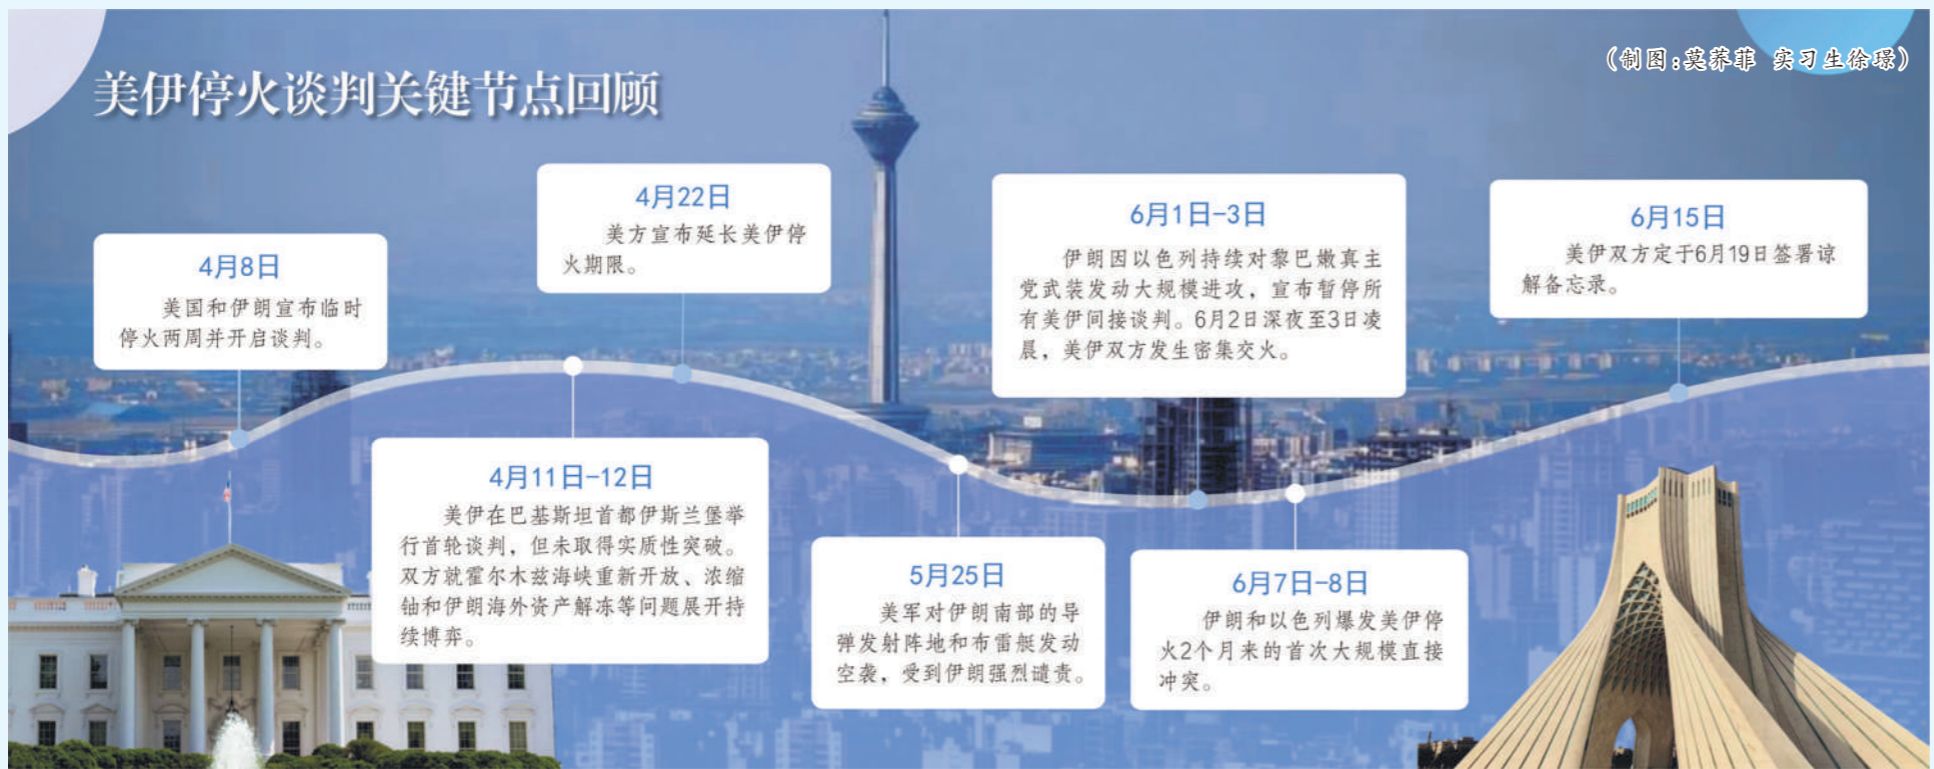 美伊停火谈判关键节点回顾
(制图:莫荞菲 实习生徐璟)
4月8日
美国和伊朗宣布临时
停火两周并开启谈判。
4月11日-12日
美伊在巴基斯坦首都伊斯兰堡举
行首轮谈判，但未取得实质性突破。
双方就霍尔木兹海峡重新开放、浓缩
铀和伊朗海外资产解冻等问题展开持
续博弈。
4月22日
美方宣布延长美伊停
火期限。
5月25日
美军对伊朗南部的导
弹发射阵地和布雷艇发动
空袭，受到伊朗强烈谴责。
6月1日-3日
伊朗因以色列持续对黎巴嫩真主
党武装发动大规模进攻，宣布暂停所
有美伊间接谈判。6月2日深夜至3日凌
晨，美伊双方发生密集交火。
6月7日-8日
伊朗和以色列爆发美伊停
火2个月来的首次大规模直接
冲突。
6月15日
美伊双方定于6月19日签署谅
解备忘录。